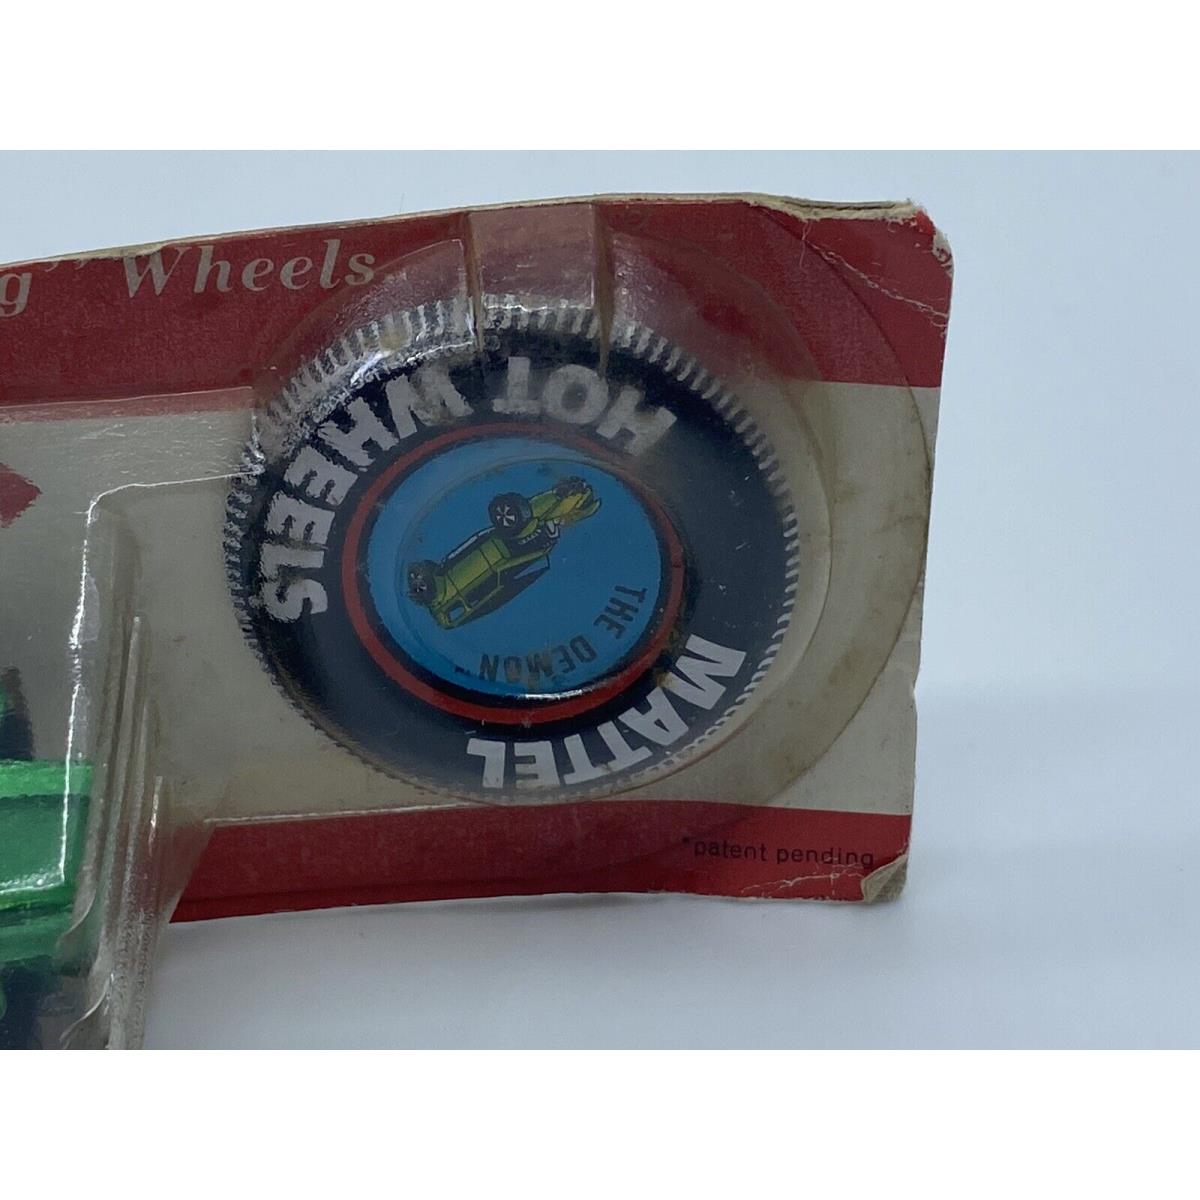 g" Wheels
HOT WHEELS
THE DEMON
MATTEL
*patent pending